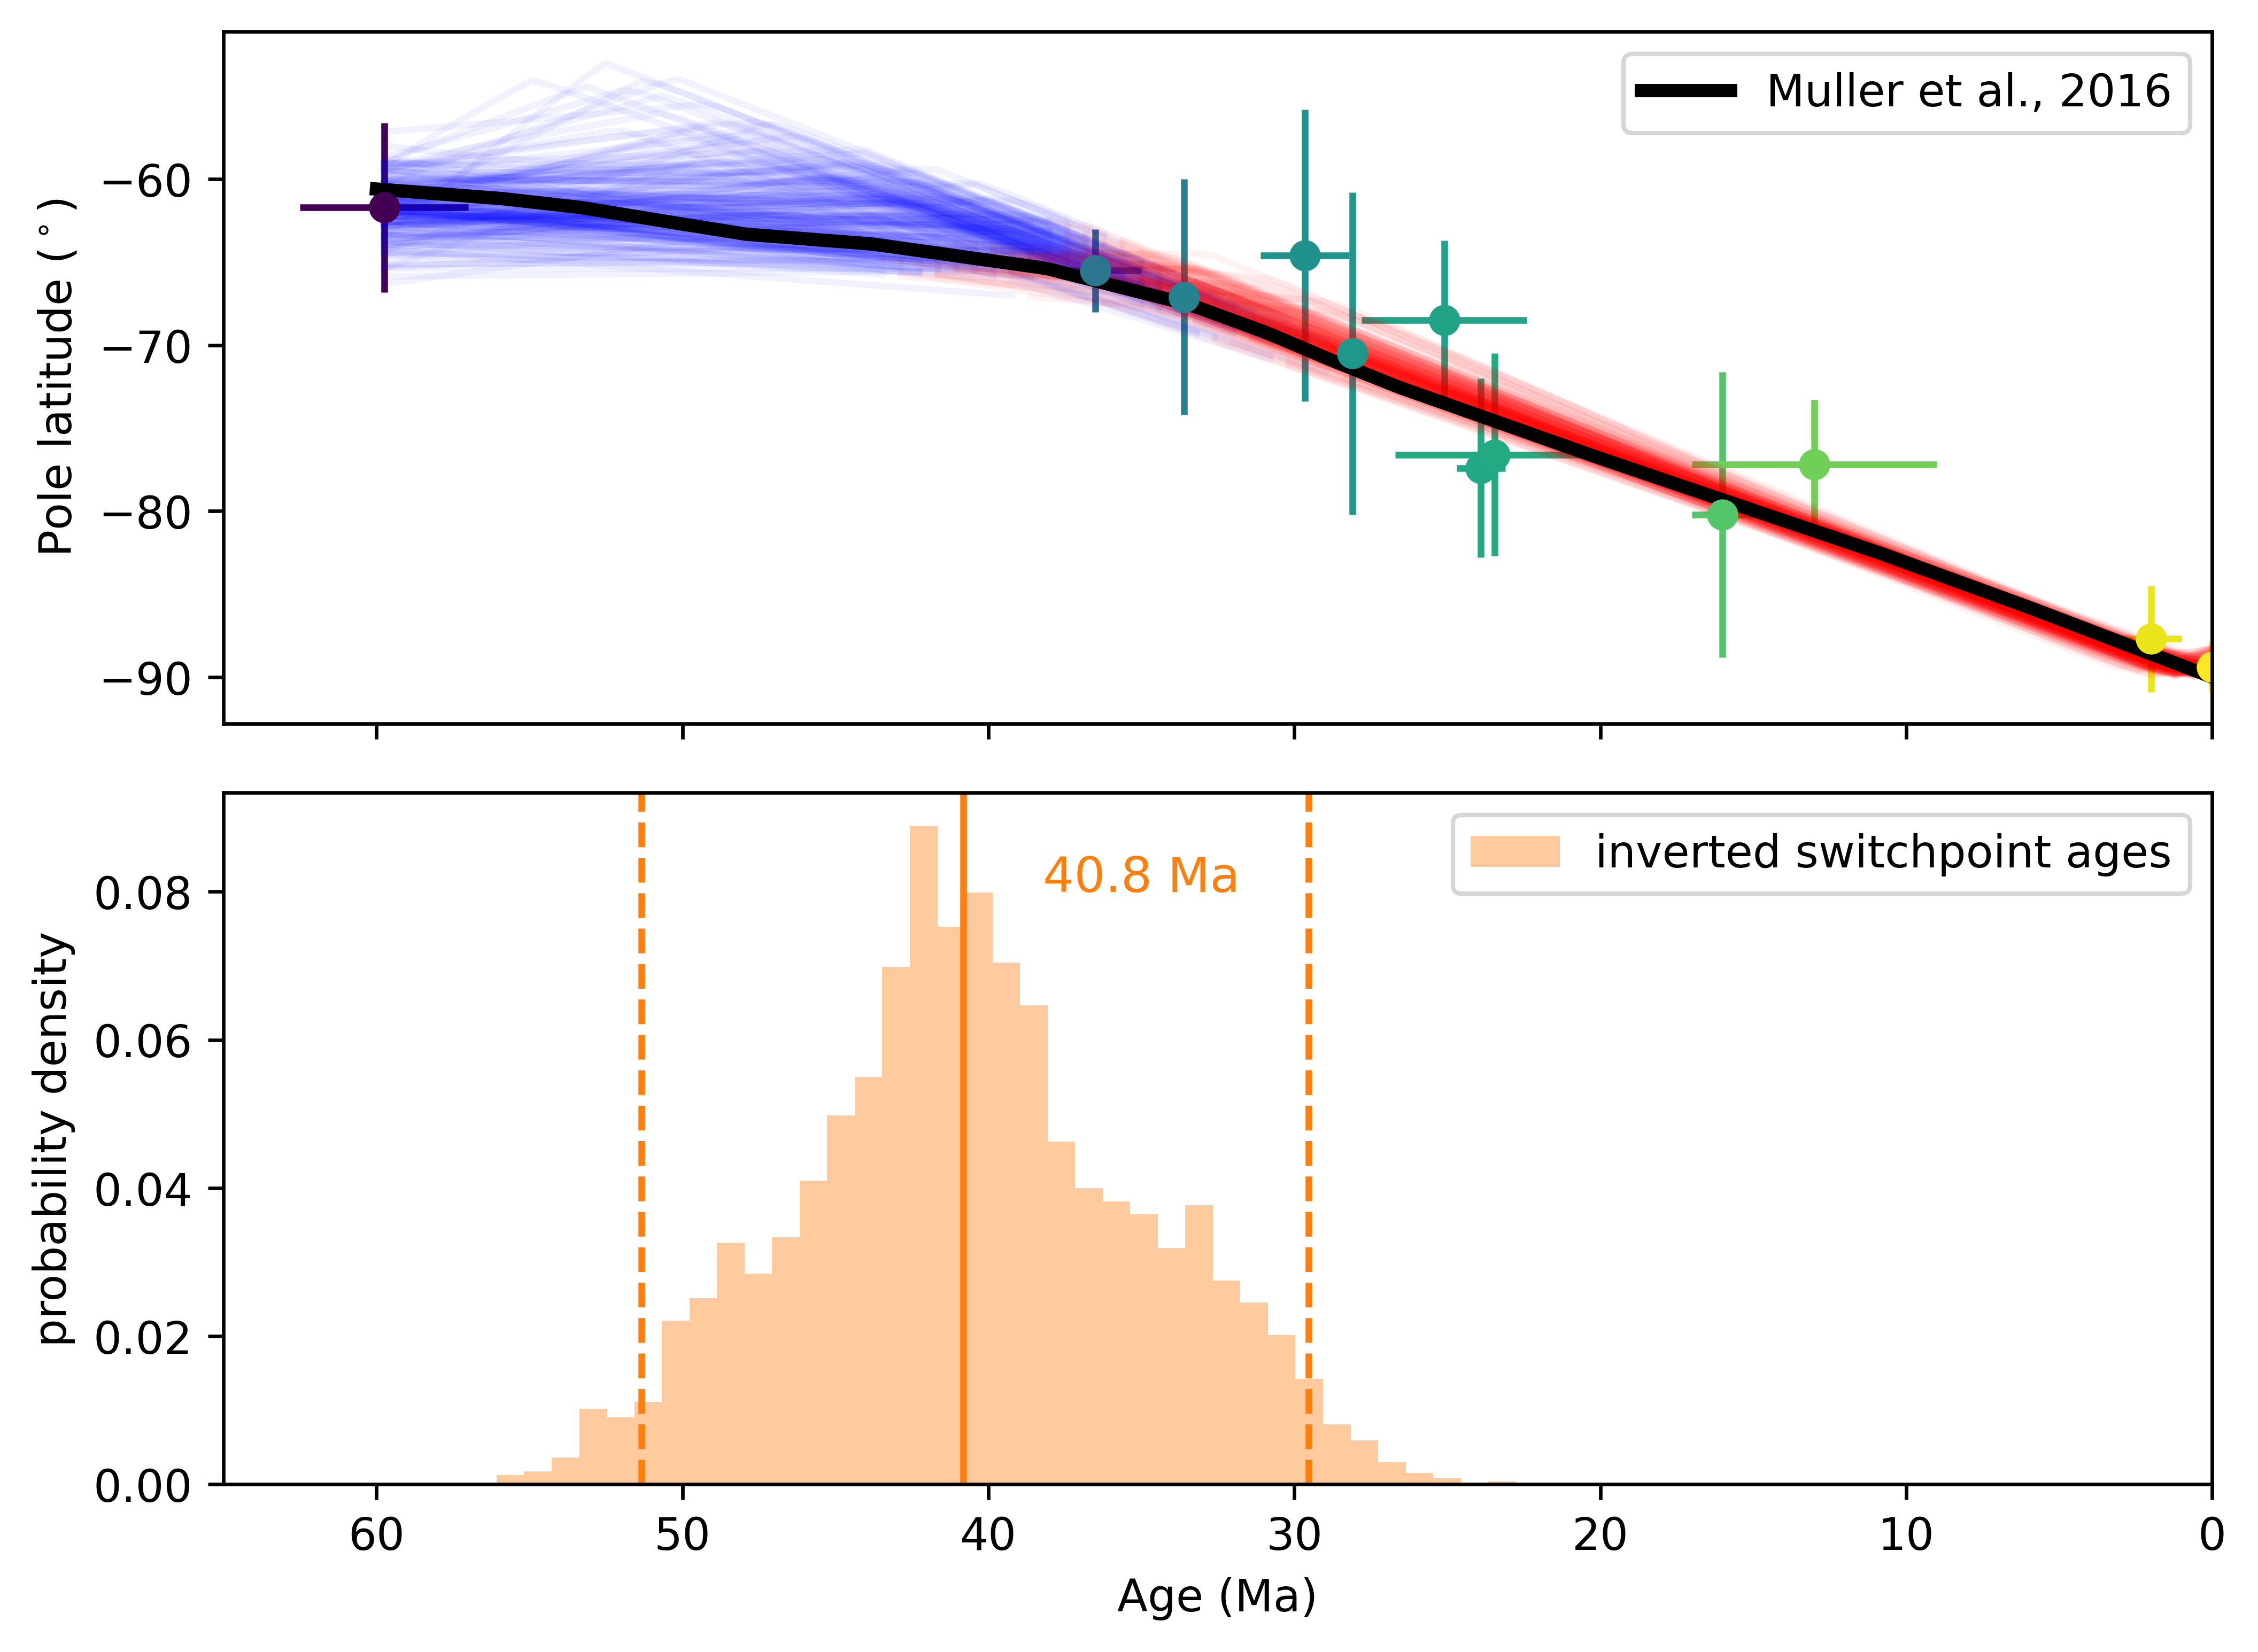 Muller et al., 2016
Pole latitude (°)
−60
−70
−80
−90
inverted switchpoint ages
40.8 Ma
probability density
0.08
0.06
0.04
0.02
0.00
60 50 40 30 20 10 0
Age (Ma)